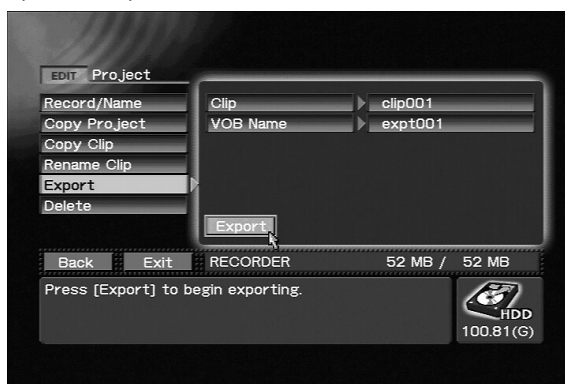 EDIT Project
Record/Name
Copy Project
Copy Clip
Rename Clip
Export
Delete
Clip clip001
VOB Name expt001
Export
Back Exit RECORDER 52 MB / 52 MB
Press [Export] to begin exporting.
HDD
100.81(G)